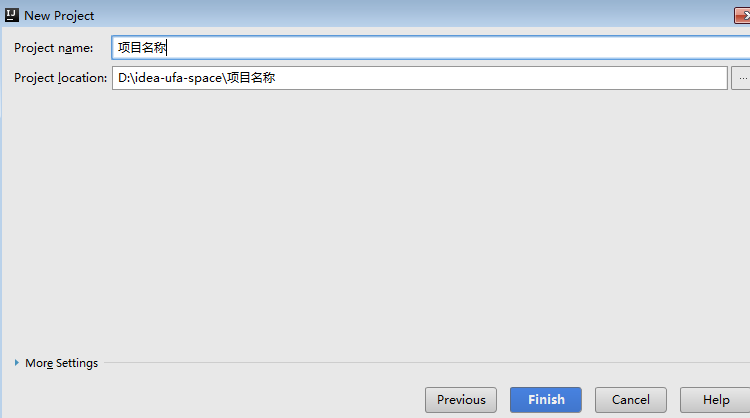 New Project
Project name: 项目名称
Project location: D:\idea-ufa-space\项目名称 ...
More Settings
Previous Finish Cancel Help